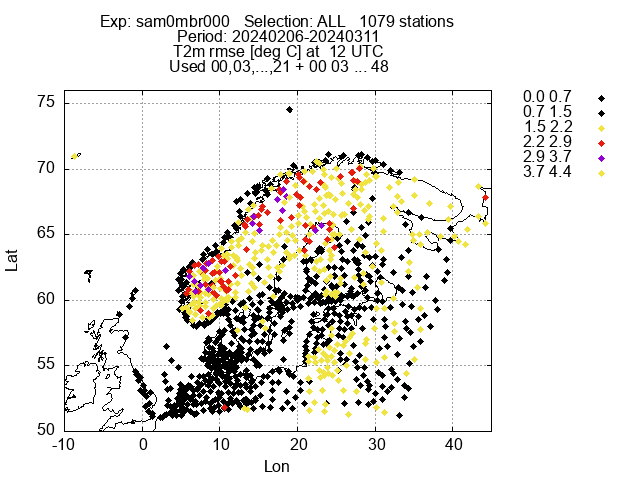 Exp: sam0mbr000 Selection: ALL 1079 stations
Period: 20240206-20240311
T2m rmse [deg C] at 12 UTC
Used 00,03,...,21 + 00 03 ... 48
75
70
65
60
55
50
Lat
-10 0 10 20 30 40
Lon
0.0 0.7
0.7 1.5
1.5 2.2
2.2 2.9
2.9 3.7
3.7 4.4